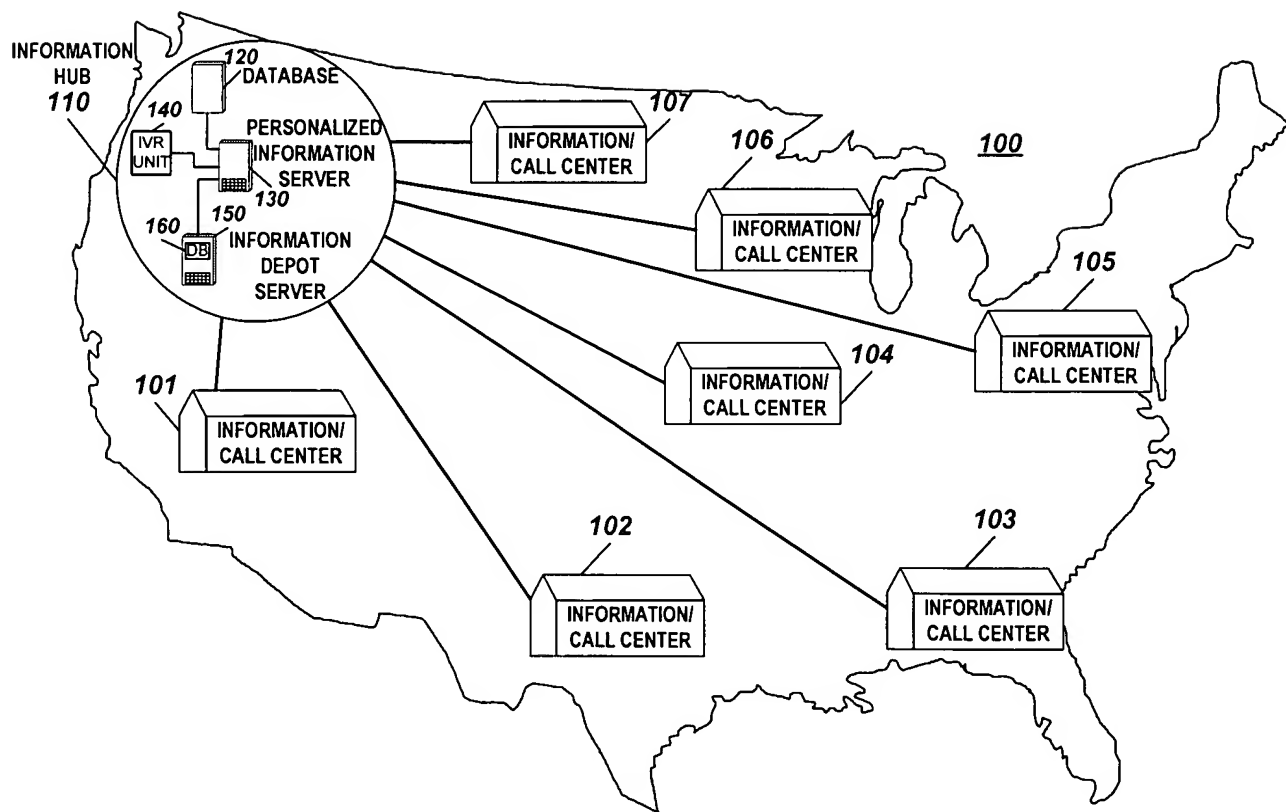 INFORMATION
HUB
110
120
DATABASE
140
IVR
UNIT
PERSONALIZED
INFORMATION
SERVER
130
160
150
DB
INFORMATION
DEPOT
SERVER
107
INFORMATION/
CALL CENTER
106
INFORMATION/
CALL CENTER
100
105
INFORMATION/
CALL CENTER
104
INFORMATION/
CALL CENTER
101
INFORMATION/
CALL CENTER
102
INFORMATION/
CALL CENTER
103
INFORMATION/
CALL CENTER